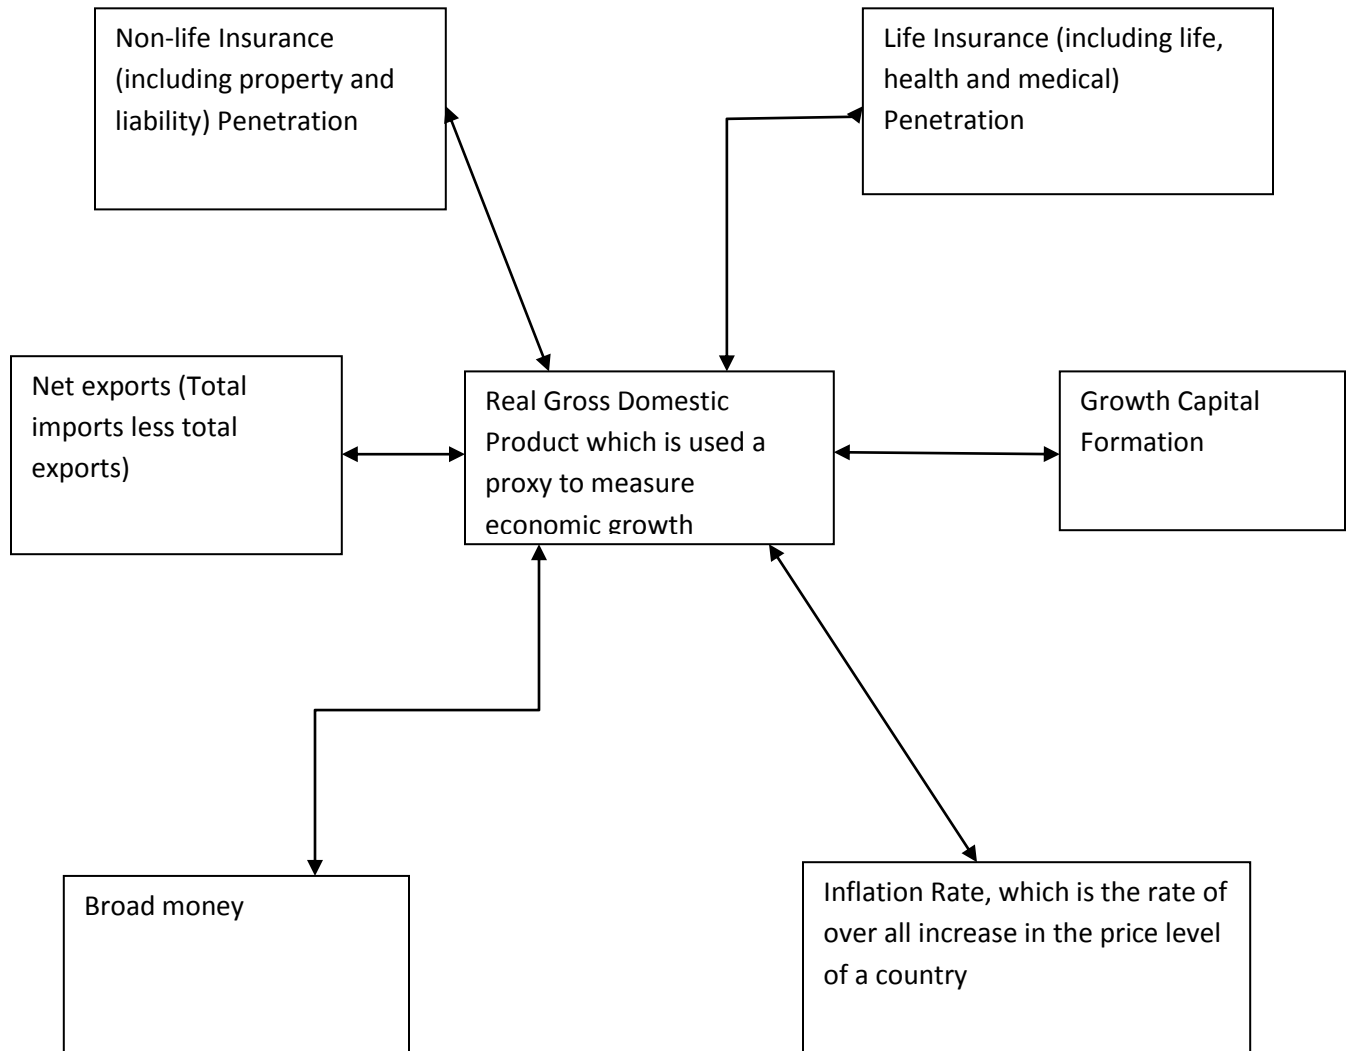 Non-life Insurance
(including property and
liability) Penetration
Life Insurance (including life,
health and medical)
Penetration
Net exports (Total
imports less total
exports)
Real Gross Domestic
Product which is used a
proxy to measure
economic growth
Growth Capital
Formation
Broad money
Inflation Rate, which is the rate of
over all increase in the price level
of a country